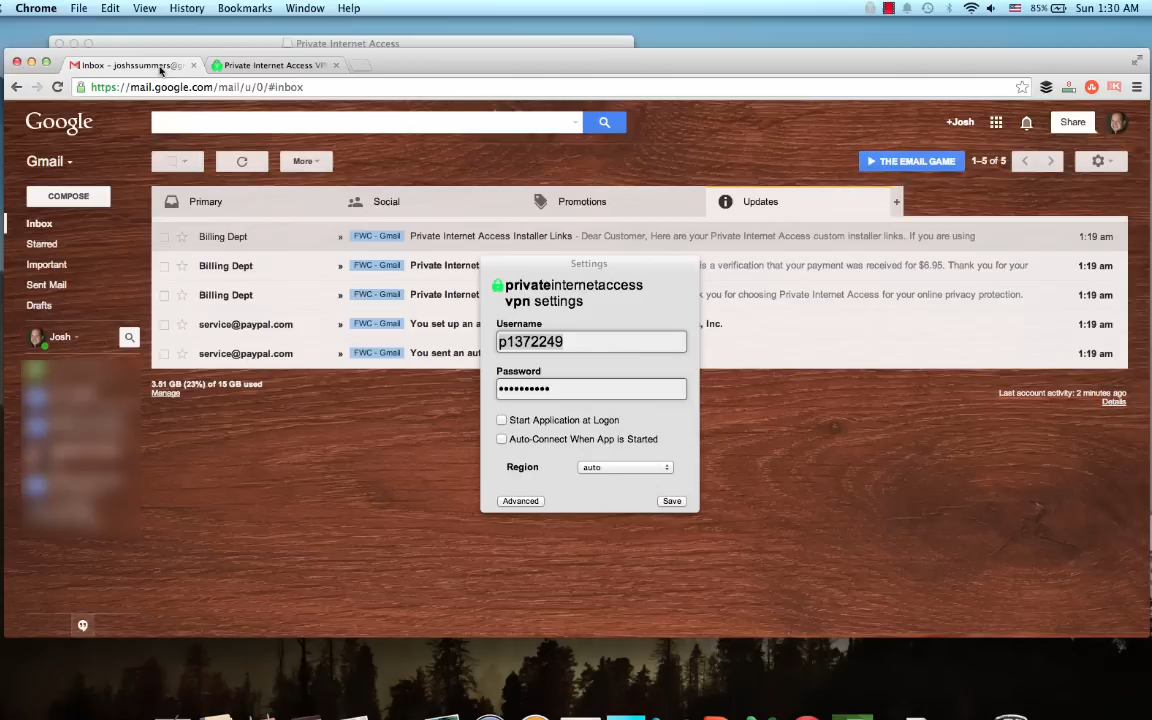 Chrome File Edit View History Bookmarks Window Help 85% Sun 1:30 AM
Private Internet Access
Inbox - joshssummers@g Private Internet Access VP
https://mail.google.com/mail/u/0/#inbox
Google +Josh Share
Gmail More THE EMAIL GAME 1–5 of 5
COMPOSE Primary Social Promotions Updates +
Inbox
Starred
Important
Sent Mail
Drafts
Josh
Billing Dept » FWC - Gmail Private Internet Access Installer Links - Dear Customer, Here are your Private Internet Access custom installer links. If you are using 1:19 am
Billing Dept » FWC - Gmail Private Internet s a verification that your payment was received for $6.95. Thank you for your 1:19 am
Billing Dept » FWC - Gmail Private Internet k you for choosing Private Internet Access for your online privacy protection. 1:19 am
service@paypal.com » FWC - Gmail You set up an a , Inc. 1:19 am
service@paypal.com » FWC - Gmail You sent an aut 1:19 am
3.51 GB (23%) of 15 GB used
Manage
Last account activity: 2 minutes ago
Details
Settings
privateinternetaccess
vpn settings
Username
p1372249
Password
••••••••••
Start Application at Logon
Auto-Connect When App is Started
Region auto
Advanced Save